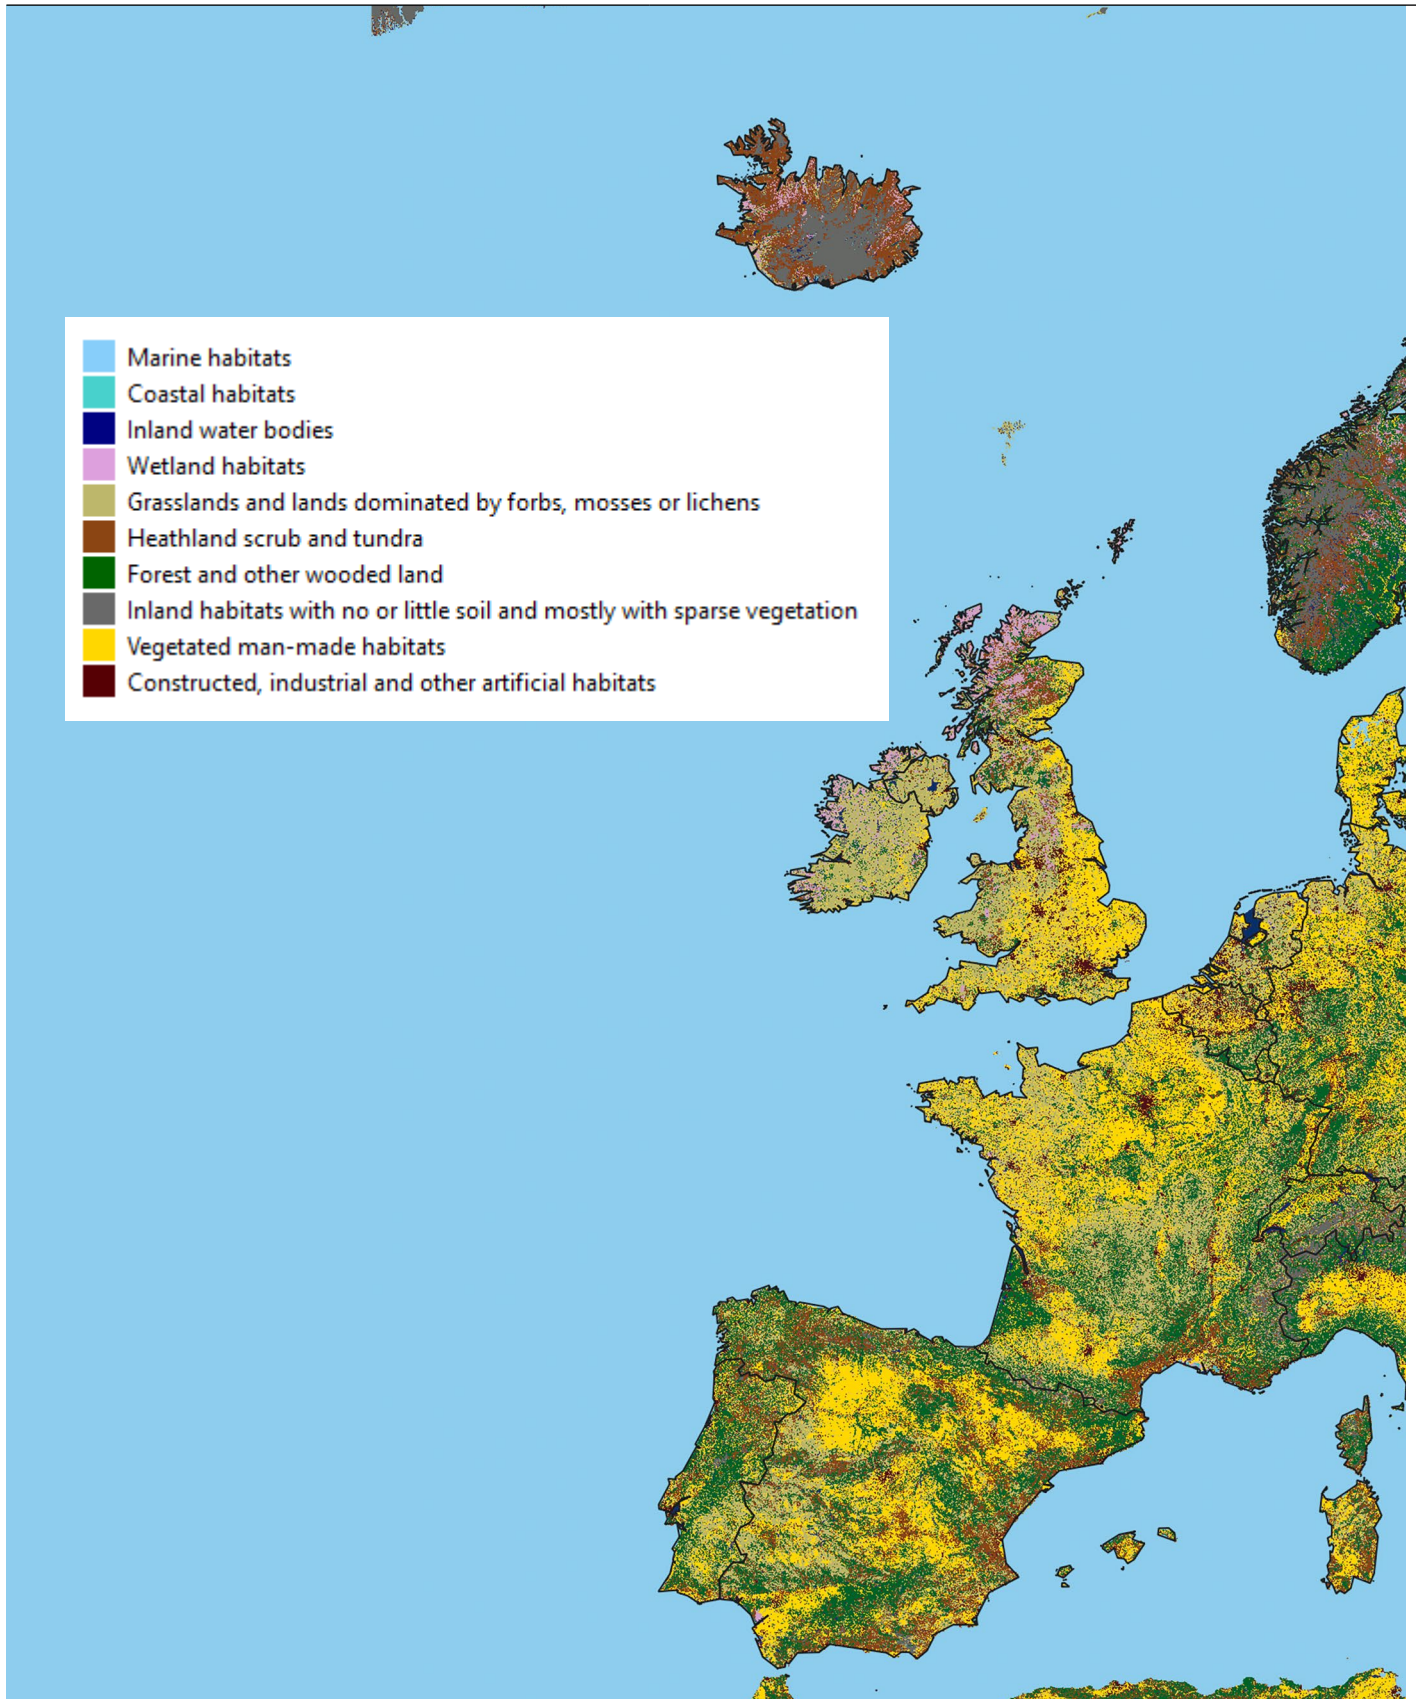 Marine habitats
Coastal habitats
Inland water bodies
Wetland habitats
Grasslands and lands dominated by forbs, mosses or lichens
Heathland scrub and tundra
Forest and other wooded land
Inland habitats with no or little soil and mostly with sparse vegetation
Vegetated man-made habitats
Constructed, industrial and other artificial habitats